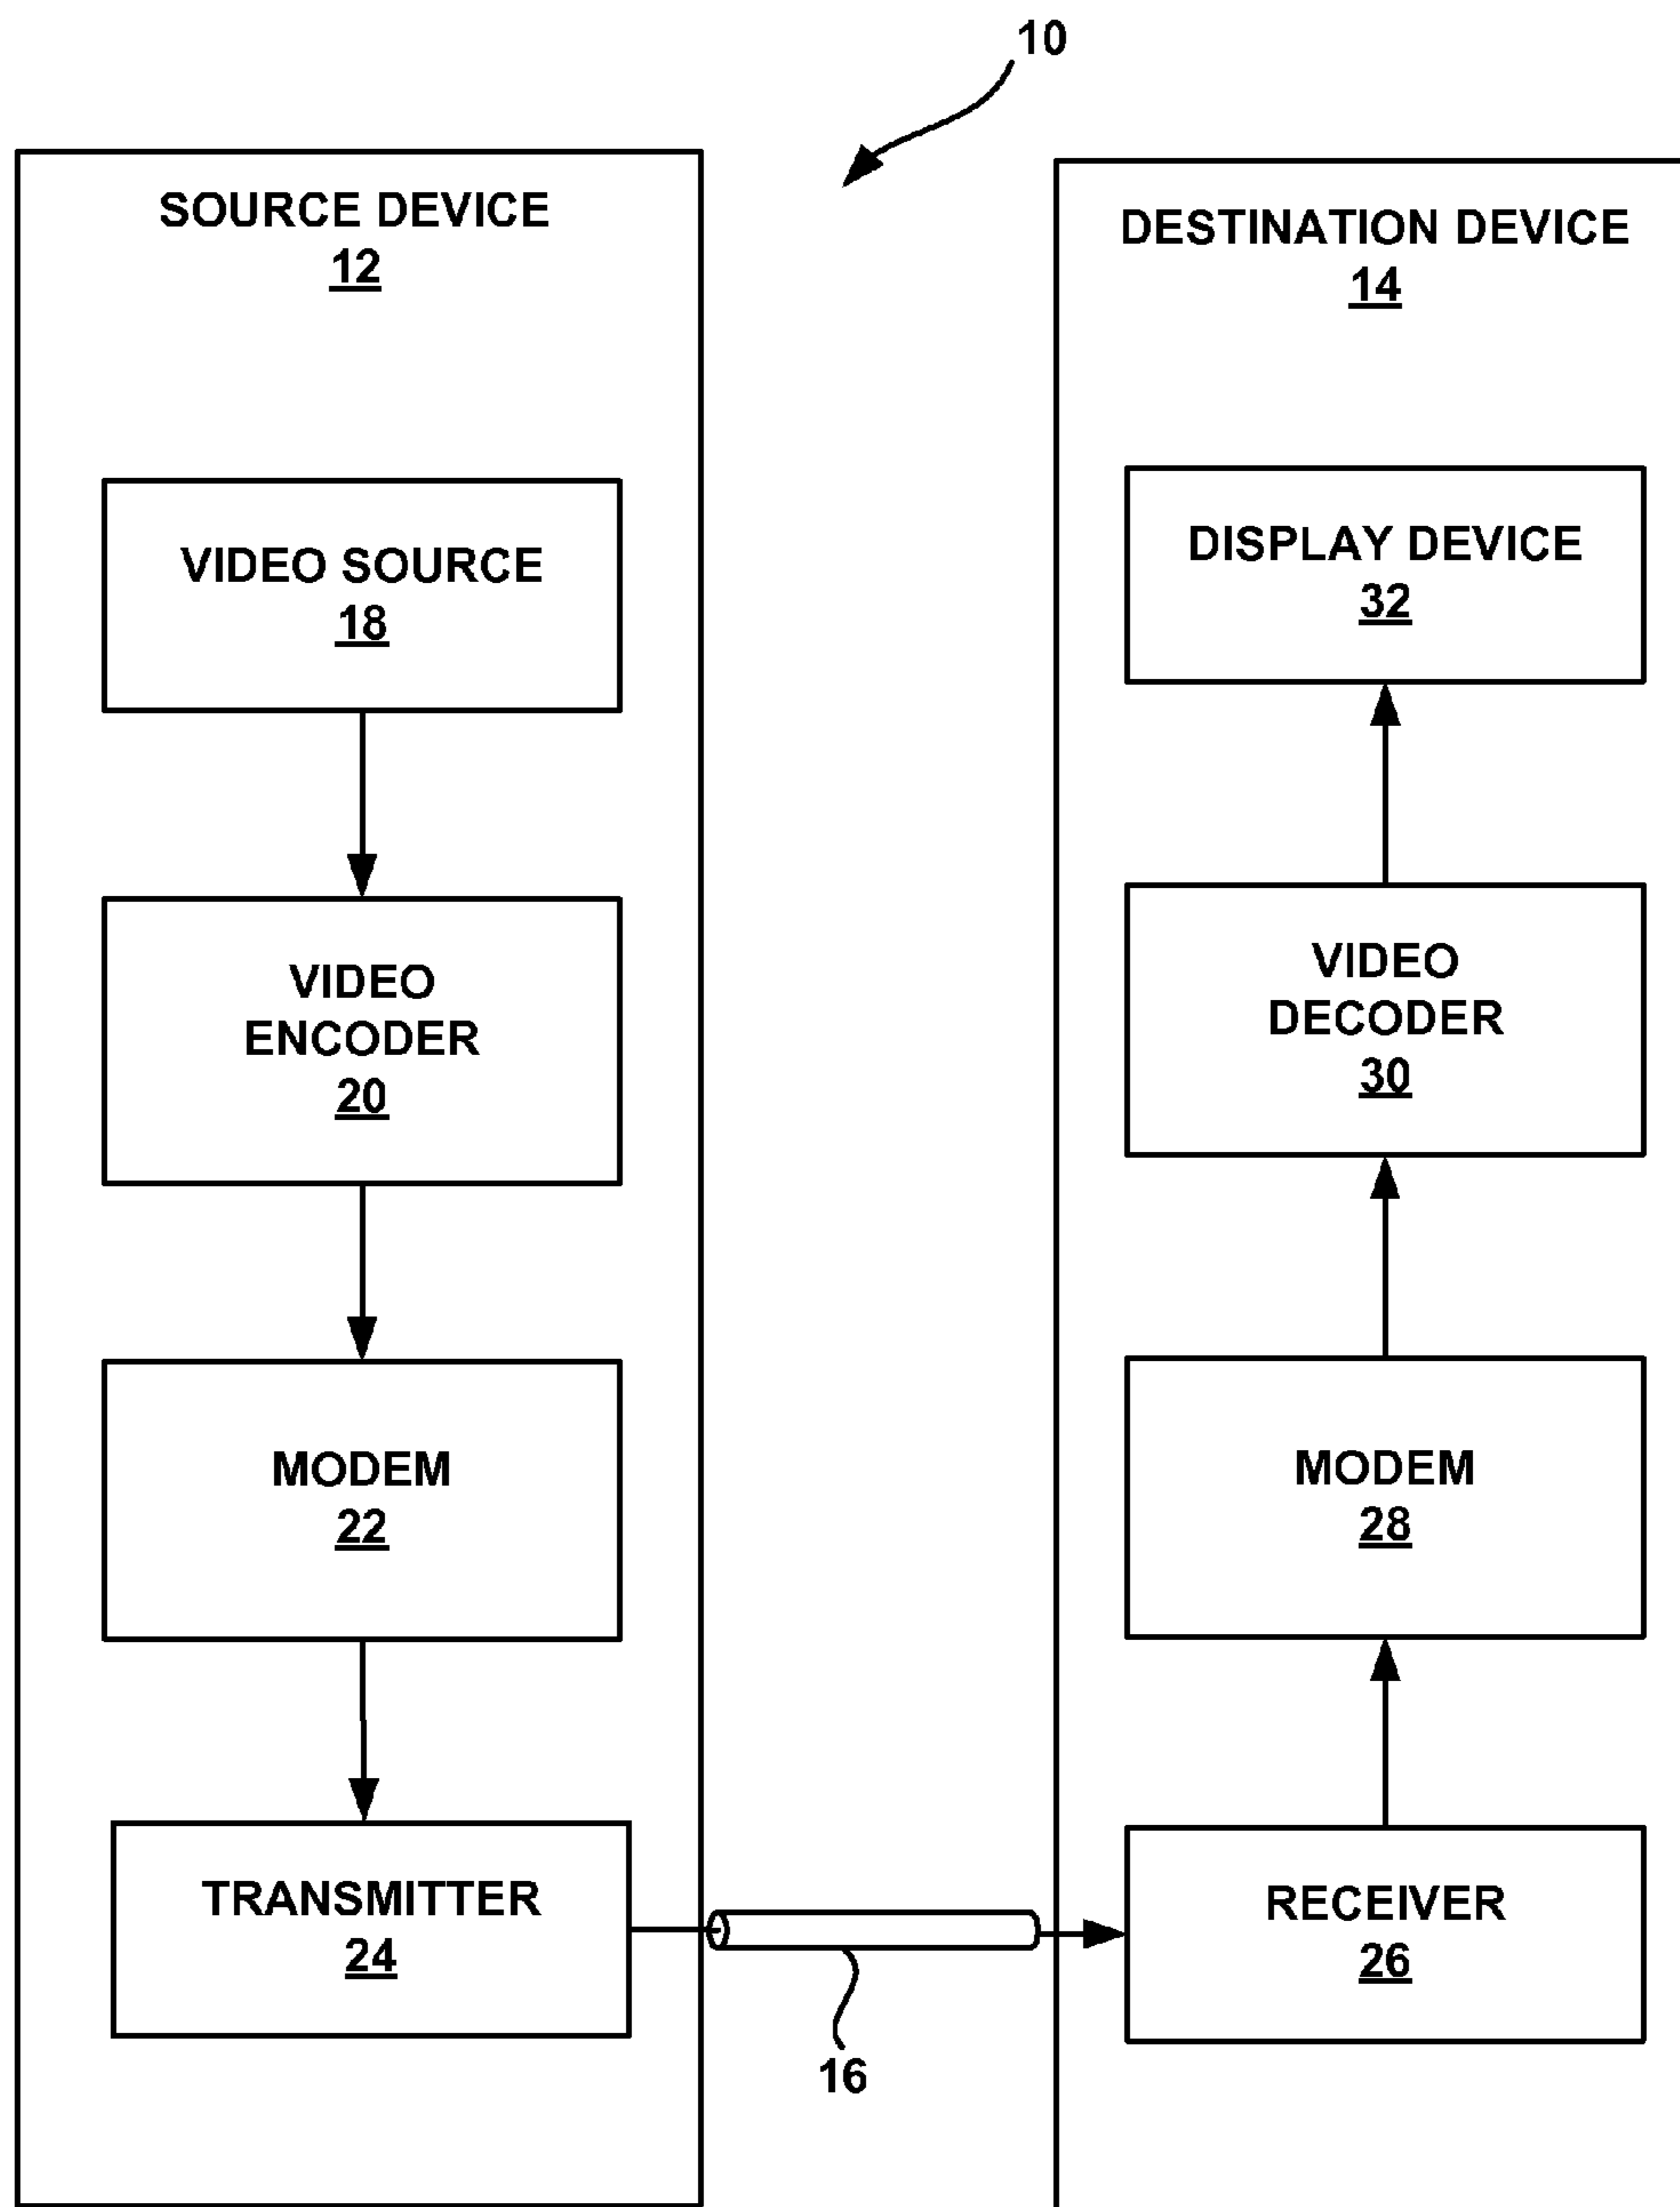 10
SOURCE DEVICE
12
VIDEO SOURCE
18
VIDEO
ENCODER
20
MODEM
22
TRANSMITTER
24
16
DESTINATION DEVICE
14
DISPLAY DEVICE
32
VIDEO
DECODER
30
MODEM
28
RECEIVER
26